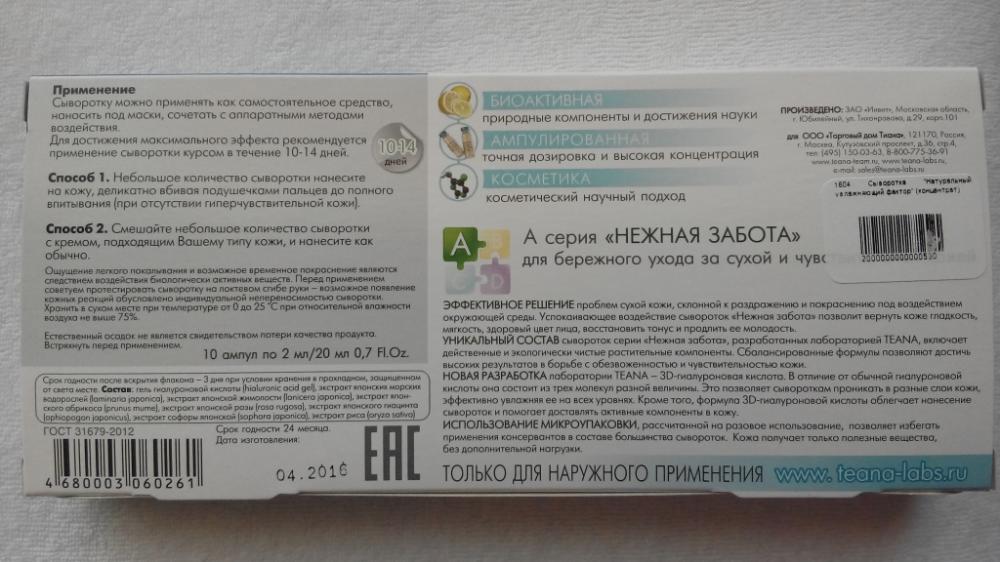 Применение
Сыворотку можно применять как самостоятельное средство,
наносить под маски, сочетать с аппаратными методами
воздействия.
Для достижения максимального эффекта рекомендуется
применение сыворотки курсом в течение 10-14 дней.
10-14
дней
Способ 1. Небольшое количество сыворотки нанесите
на кожу, деликатно вбивая подушечками пальцев до полного
впитывания (при отсутствии гиперчувствительной кожи).
Способ 2. Смешайте небольшое количество сыворотки
с кремом, подходящим Вашему типу кожи, и нанесите как
обычно.
Ощущение легкого покалывания и возможное временное покраснение являются
следствием воздействия биологически активных веществ. Перед применением
советуем протестировать сыворотку на локтевом сгибе руки – возможное появление
кожных реакций обусловлено индивидуальной непереносимостью сыворотки.
Хранить в сухом месте при температуре от 0 до 25 °С при относительной влажности
воздуха не выше 75%.
Естественный осадок не является свидетельством потери качества продукта.
Встряхнуть перед применением.
10 ампул по 2 мл/20 мл 0,7 Fl.Oz.
Срок годности после вскрытия флакона – 3 дня при условии хранения в прохладном, защищенном
от света месте. Состав: гель гиалуроновой кислоты (hialuronic acid gel), экстракт японских морских
водорослей (laminaria japonica), экстракт японской жимолости (lonicera japonica), экстракт япон-
ского абрикоса (prunus mume), экстракт японской розы (rosa rugosa), экстракт японского гиацинта
(ophiopogon japonicus), экстракт софоры японской (sophora japonica), экстракт риса (oryza sativa)
ГОСТ 31679-2012
Срок годности 24 месяца.
Дата изготовления:
04.2016
EAC
4 680003 060261
БИОАКТИВНАЯ
природные компоненты и достижения науки
АМПУЛИРОВАННАЯ
точная дозировка и высокая концентрация
КОСМЕТИКА
косметический научный подход
ПРОИЗВЕДЕНО: ЗАО «Инвет», Московская область,
г. Юбилейный, ул. Тихонравова, д.29, корп.101
для ООО «Торговый дом Тиана», 121170, Россия,
г. Москва, Кутузовский проспект, д.36, стр.4,
тел: (495) 150-03-63, 8-800-775-36-91
www.teana-team.ru, www.teana-labs.ru,
e-mail: sales@teana-labs.ru
1604 Сыворотка "Натуральный
увлажняющий фактор" (концентрат)
2000000000530
A B
C D
А серия «НЕЖНАЯ ЗАБОТА»
для бережного ухода за сухой и чувс
ЭФФЕКТИВНОЕ РЕШЕНИЕ проблем сухой кожи, склонной к раздражению и покраснению под воздействием
окружающей среды. Успокаивающее воздействие сывороток «Нежная забота» позволит вернуть коже гладкость,
мягкость, здоровый цвет лица, восстановить тонус и продлить ее молодость.
УНИКАЛЬНЫЙ СОСТАВ сывороток серии «Нежная забота», разработанных лабораторией TEANA, включает
действенные и экологически чистые растительные компоненты. Сбалансированные формулы позволяют достичь
высоких результатов в борьбе с обезвоженностью и чувствительностью кожи.
НОВАЯ РАЗРАБОТКА лаборатории TEANA – 3D-гиалуроновая кислота. В отличие от обычной гиалуроновой
кислоты она состоит из трех молекул разной величины. Это позволяет сывороткам проникать в разные слои кожи,
эффективно увлажняя ее на всех уровнях. Кроме того, формула 3D-гиалуроновой кислоты облегчает нанесение
сывороток и помогает доставлять активные компоненты в кожу.
ИСПОЛЬЗОВАНИЕ МИКРОУПАКОВКИ, рассчитанной на разовое использование, позволяет избегать
применения консервантов в составе большинства сывороток. Кожа получает только полезные вещества,
без дополнительной нагрузки.
ТОЛЬКО ДЛЯ НАРУЖНОГО ПРИМЕНЕНИЯ www.teana-labs.ru